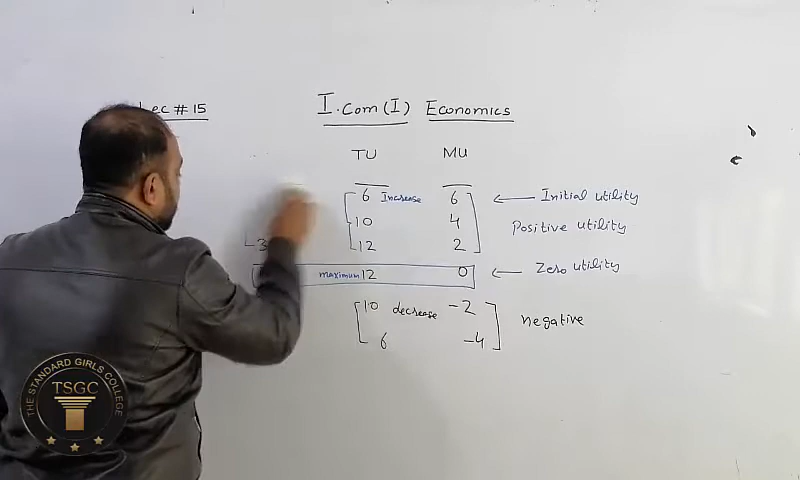 Lec # 15
I.Com (I) Economics
TU MU
6 Increase 6 ← Initial utility
10 4 Positive utility
3 12 2
maximum 12 0 ← Zero utility
10 decrease -2
negative
6 -4
THE STANDARD GIRLS COLLEGE
TSGC